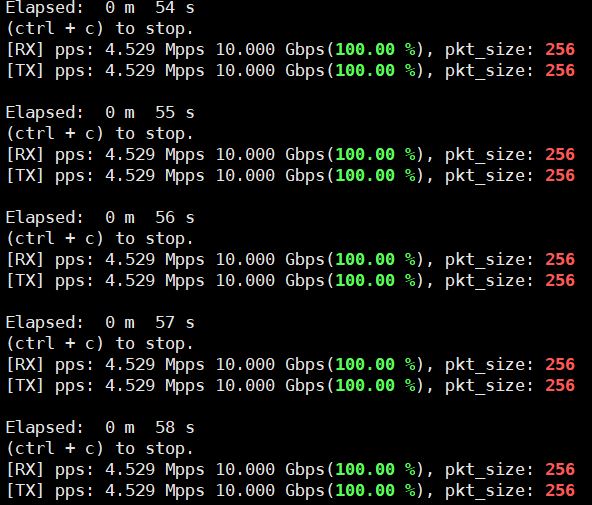 Elapsed:  0 m  54 s
(ctrl + c) to stop.
[RX] pps: 4.529 Mpps 10.000 Gbps(100.00 %), pkt_size: 256
[TX] pps: 4.529 Mpps 10.000 Gbps(100.00 %), pkt_size: 256

Elapsed:  0 m  55 s
(ctrl + c) to stop.
[RX] pps: 4.529 Mpps 10.000 Gbps(100.00 %), pkt_size: 256
[TX] pps: 4.529 Mpps 10.000 Gbps(100.00 %), pkt_size: 256

Elapsed:  0 m  56 s
(ctrl + c) to stop.
[RX] pps: 4.529 Mpps 10.000 Gbps(100.00 %), pkt_size: 256
[TX] pps: 4.529 Mpps 10.000 Gbps(100.00 %), pkt_size: 256

Elapsed:  0 m  57 s
(ctrl + c) to stop.
[RX] pps: 4.529 Mpps 10.000 Gbps(100.00 %), pkt_size: 256
[TX] pps: 4.529 Mpps 10.000 Gbps(100.00 %), pkt_size: 256

Elapsed:  0 m  58 s
(ctrl + c) to stop.
[RX] pps: 4.529 Mpps 10.000 Gbps(100.00 %), pkt_size: 256
[TX] pps: 4.529 Mpps 10.000 Gbps(100.00 %), pkt_size: 256